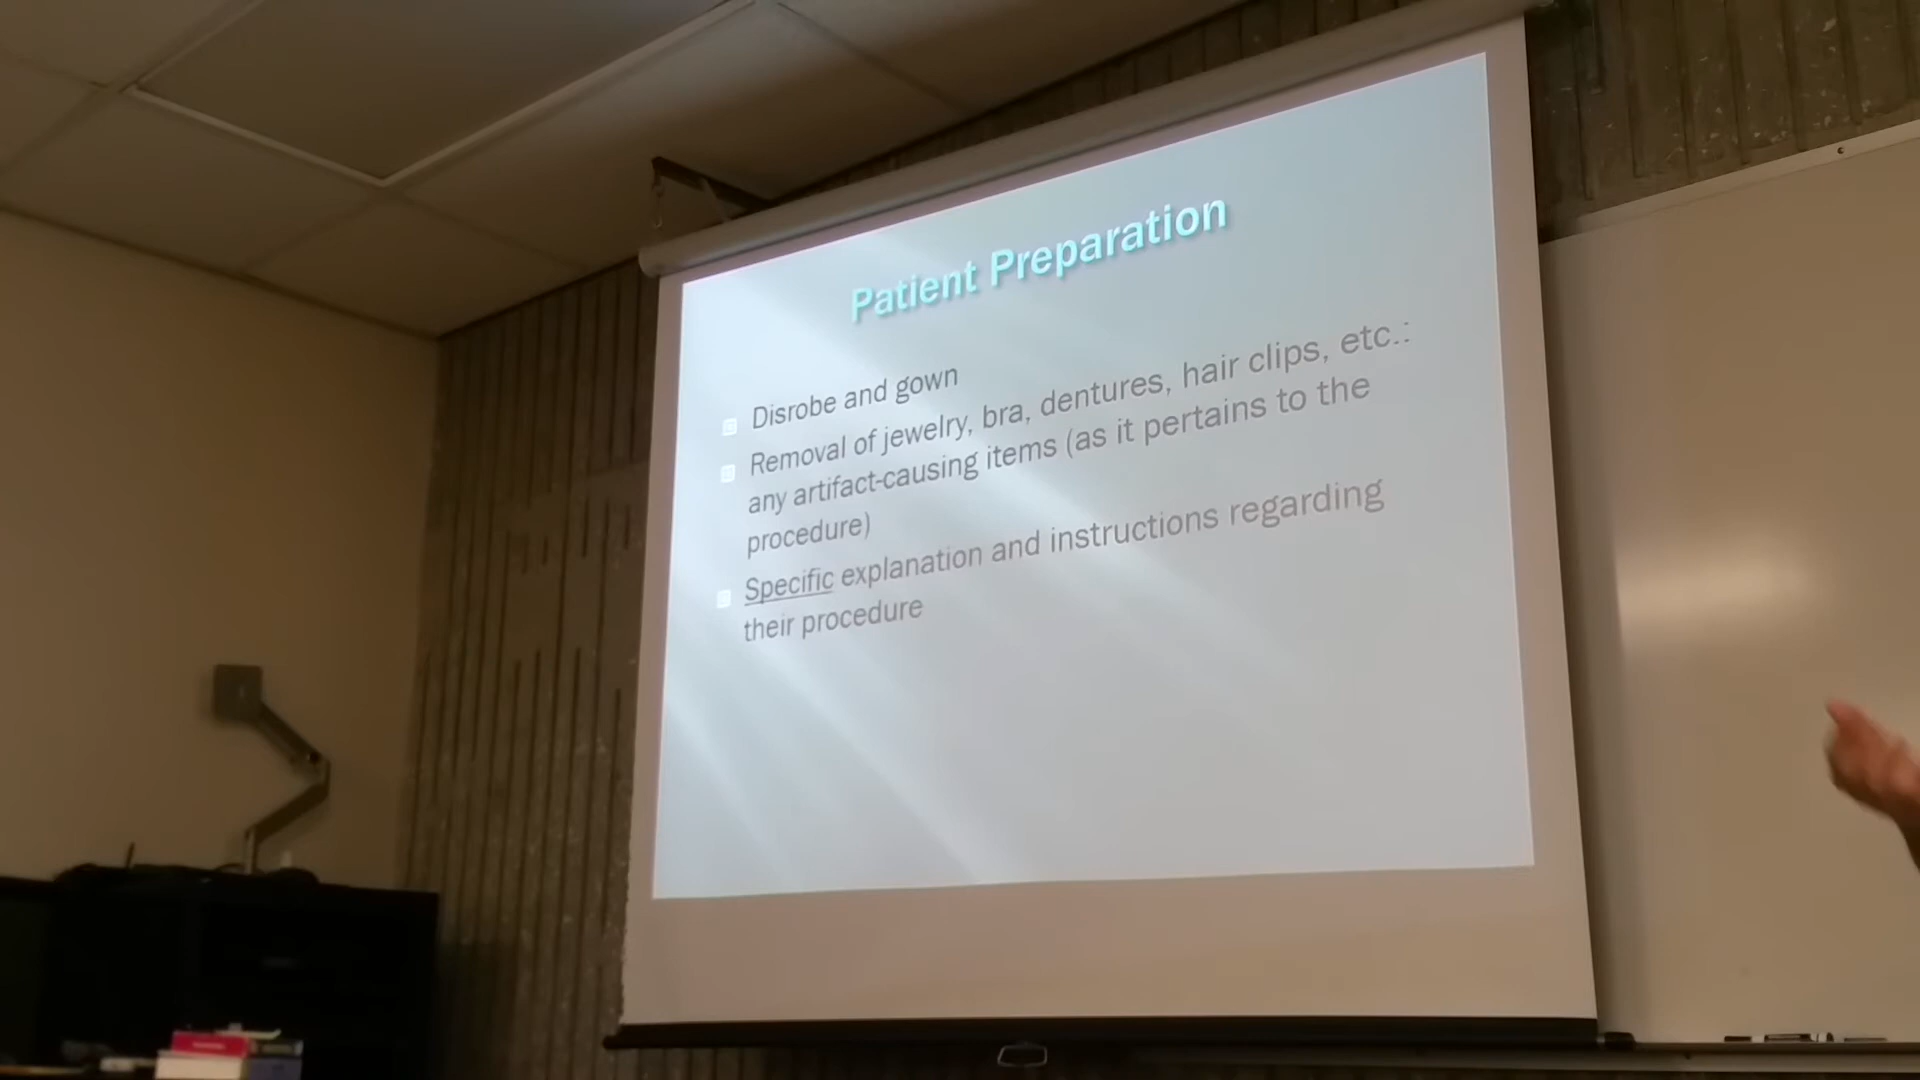 Patient Preparation
Disrobe and gown
Removal of jewelry, bra, dentures, hair clips, etc.:
any artifact-causing items (as it pertains to the
procedure)
Specific explanation and instructions regarding
their procedure